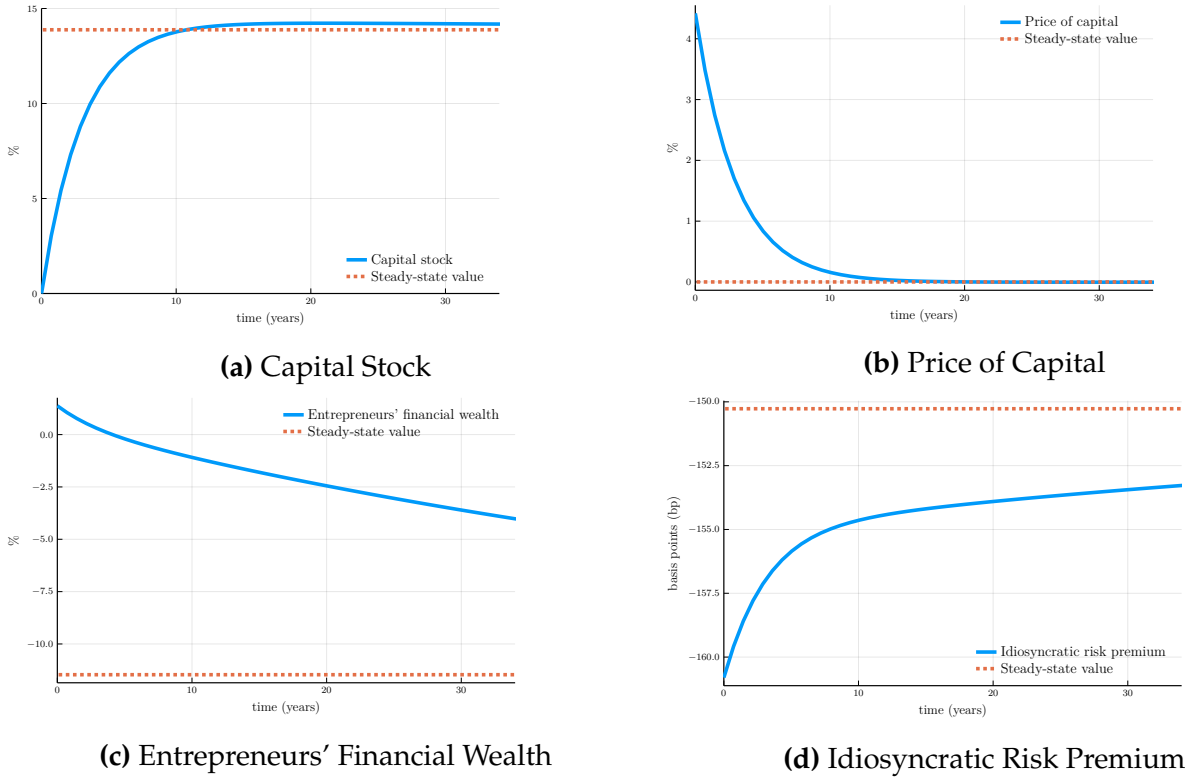 15
10
5
0
%
0
10
20
30
time (years)
Capital stock
Steady-state value
(a) Capital Stock
4
2
0
%
0
10
20
30
time (years)
Price of capital
Steady-state value
(b) Price of Capital
0.0
−2.5
−5.0
−7.5
−10.0
%
0
10
20
30
time (years)
Entrepreneurs' financial wealth
Steady-state value
(c) Entrepreneurs' Financial Wealth
−150.0
−152.5
−155.0
−157.5
−160.0
basis points (bp)
0
10
20
30
time (years)
Idiosyncratic risk premium
Steady-state value
(d) Idiosyncratic Risk Premium